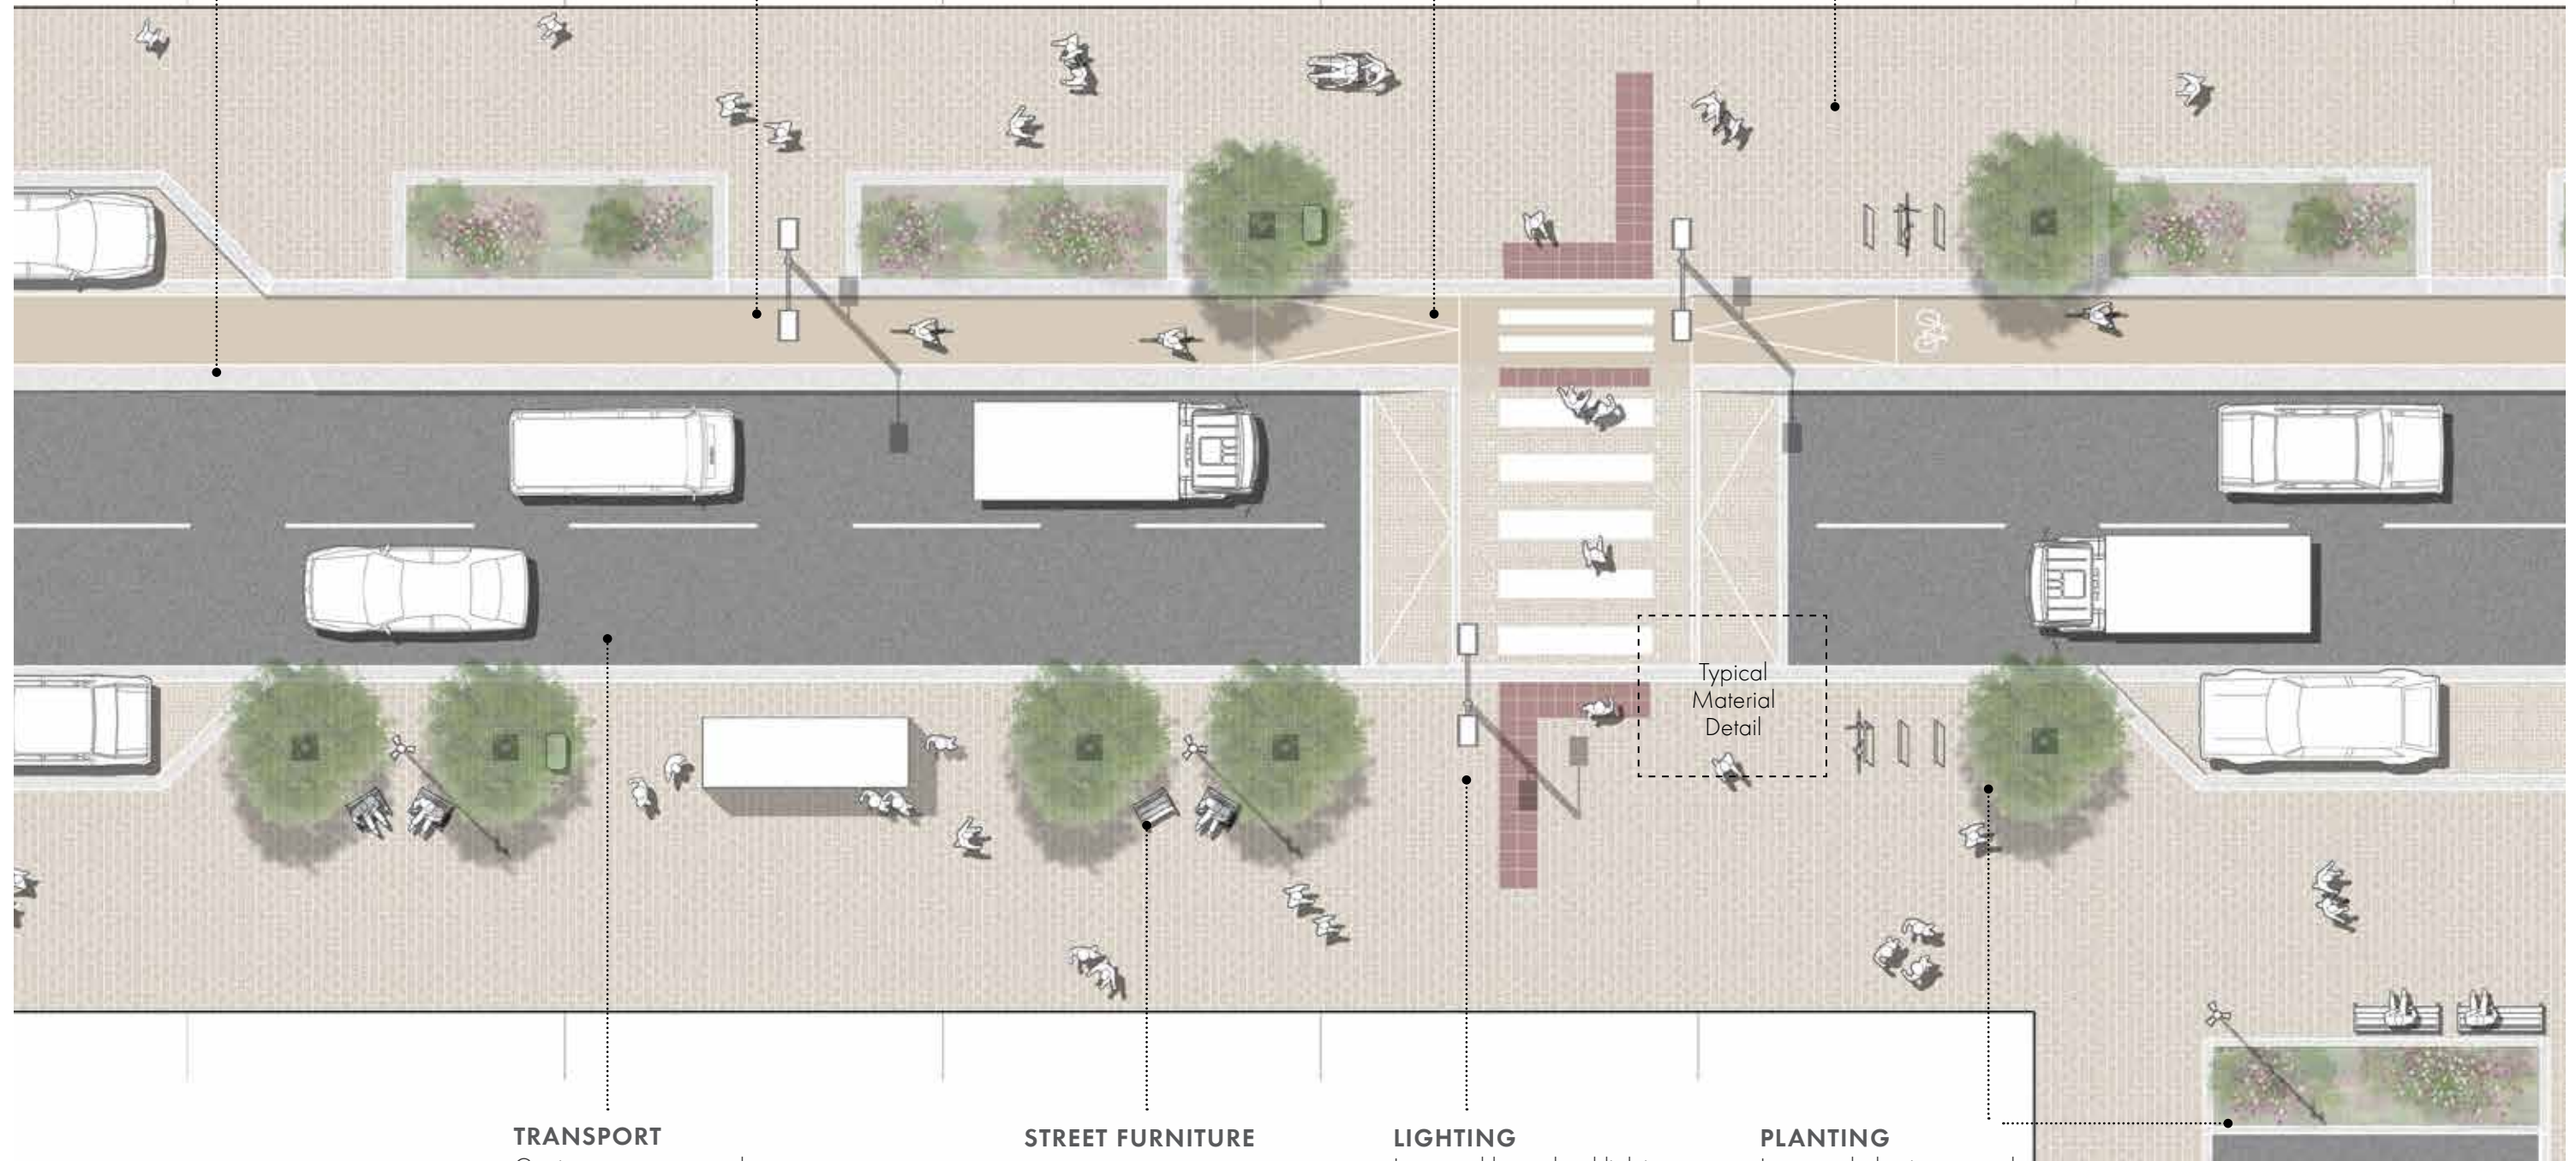 Typical
Material
Detail
TRANSPORT
STREET FURNITURE
LIGHTING
PLANTING